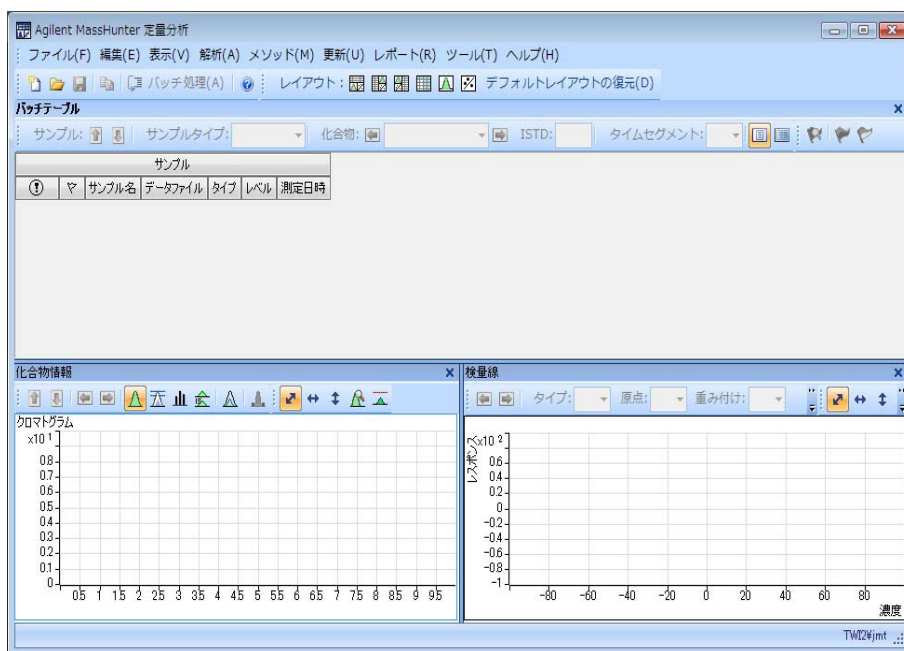 Agilent MassHunter 定量分析
ファイル(F) 編集(E) 表示(V) 解析(A) メソッド(M) 更新(U) レポート(R) ツール(T) ヘルプ(H)
バッチ処理(A) レイアウト: デフォルトレイアウトの復元(D)
バッチテーブル
サンプル: サンプルタイプ: 化合物: ISTD: タイムセグメント:
サンプル
サンプル名 データファイル タイプ レベル 測定日時
化合物情報
クロマトグラム
x10 1
0.8
0.7
0.6
0.5
0.4
0.3
0.2
0.1
0
0.5 1 1.5 2 2.5 3 3.5 4 4.5 5 5.5 6 6.5 7 7.5 8 8.5 9 9.5
検量線
タイプ: 原点: 重み付け:
レスポンス
x10 2
0.6
0.4
0.2
0
-0.2
-0.4
-0.6
-0.8
-1
-80 -60 -40 -20 0 20 40 60 80
濃度
TWI2¥jmt